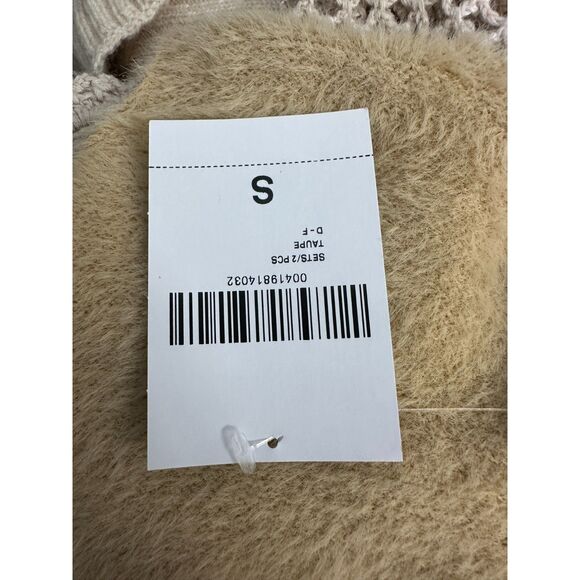 00419814032
SETS/2 PCS
TAUPE
D - F
S